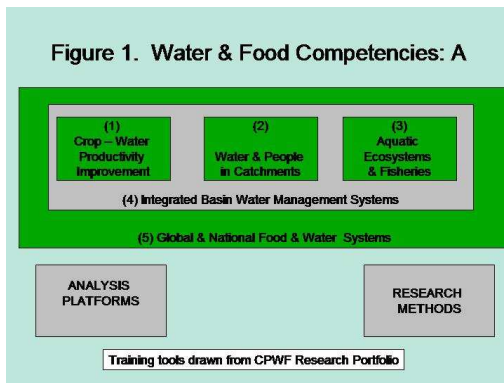 Figure 1. Water & Food Competencies: A
(1)
Crop – Water
Productivity
Improvement
(2)
Water & People
in Catchments
(3)
Aquatic
Ecosystems
& Fisheries
(4) Integrated Basin Water Management Systems
(5) Global & National Food & Water Systems
ANALYSIS
PLATFORMS
RESEARCH
METHODS
Training tools drawn from CPWF Research Portfolio